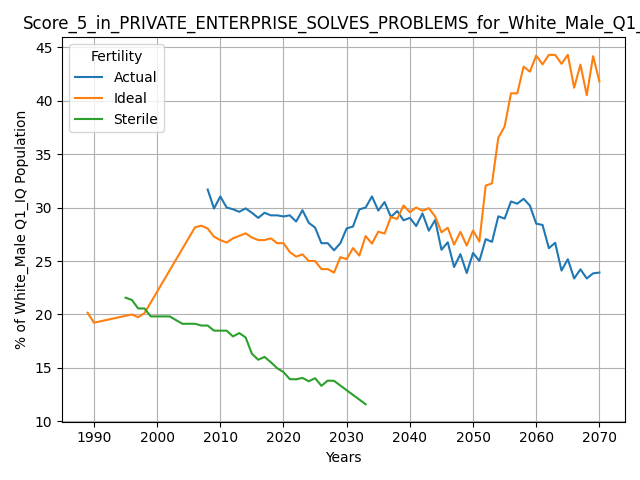 Score_5_in_PRIVATE_ENTERPRISE_SOLVES_PROBLEMS_for_White_Male_Q1_
% of White_Male Q1_IQ Population
45
40
35
30
25
20
15
10
Fertility
Actual
Ideal
Sterile
1990 2000 2010 2020 2030 2040 2050 2060 2070
Years